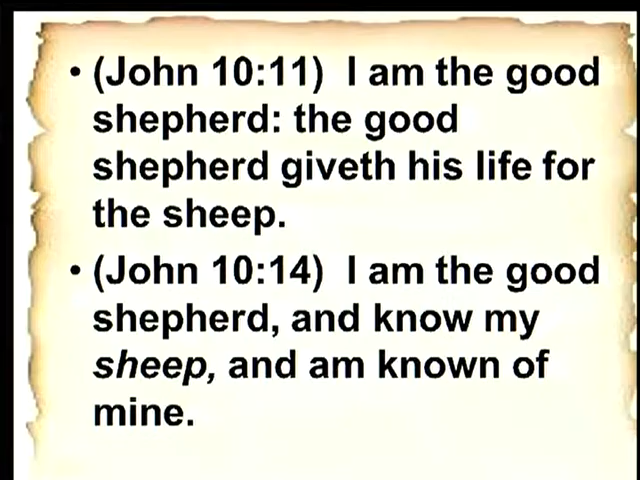 • (John 10:11)  I am the good
shepherd: the good
shepherd giveth his life for
the sheep.
• (John 10:14)  I am the good
shepherd, and know my
sheep, and am known of
mine.